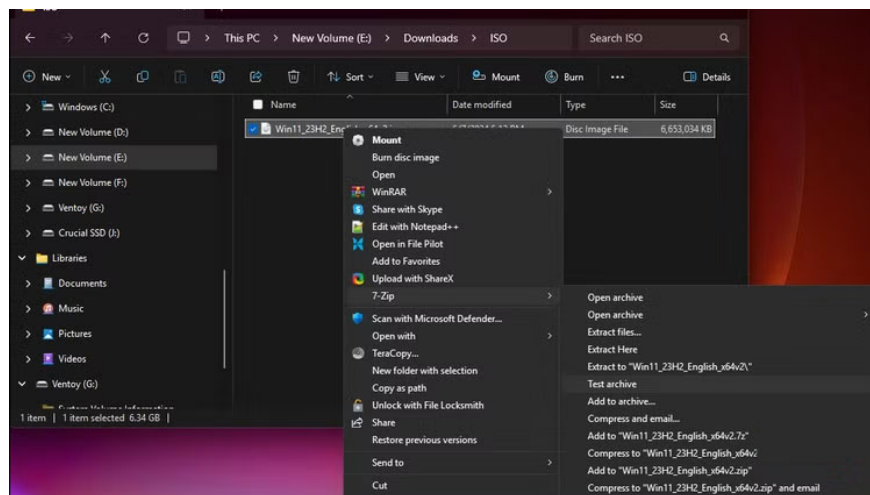 This PC > New Volume (E:) > Downloads > ISO
Search ISO
New
Sort
View
Mount
Burn
Details
Windows (C:)
New Volume (D:)
New Volume (E:)
New Volume (F:)
Ventoy (G:)
Crucial SSD (J:)
Libraries
Documents
Music
Pictures
Videos
Ventoy (G:)
1 item | 1 item selected 6.34 GB |
Name
Date modified
Type
Size
Disc Image File
6,653,034 KB
Mount
Burn disc image
Open
WinRAR
Share with Skype
Edit with Notepad++
Open in File Pilot
Add to Favorites
Upload with ShareX
7-Zip
Scan with Microsoft Defender...
Open with
TeraCopy...
New folder with selection
Copy as path
Unlock with File Locksmith
Share
Restore previous versions
Send to
Cut
Open archive
Open archive
Extract files...
Extract Here
Extract to "Win11_23H2_English_x64v2\"
Test archive
Add to archive...
Compress and email...
Add to "Win11_23H2_English_x64v2.7z"
Compress to "Win11_23H2_English_x64v2
Add to "Win11_23H2_English_x64v2.zip"
Compress to "Win11_23H2_English_x64v2.zip" and email